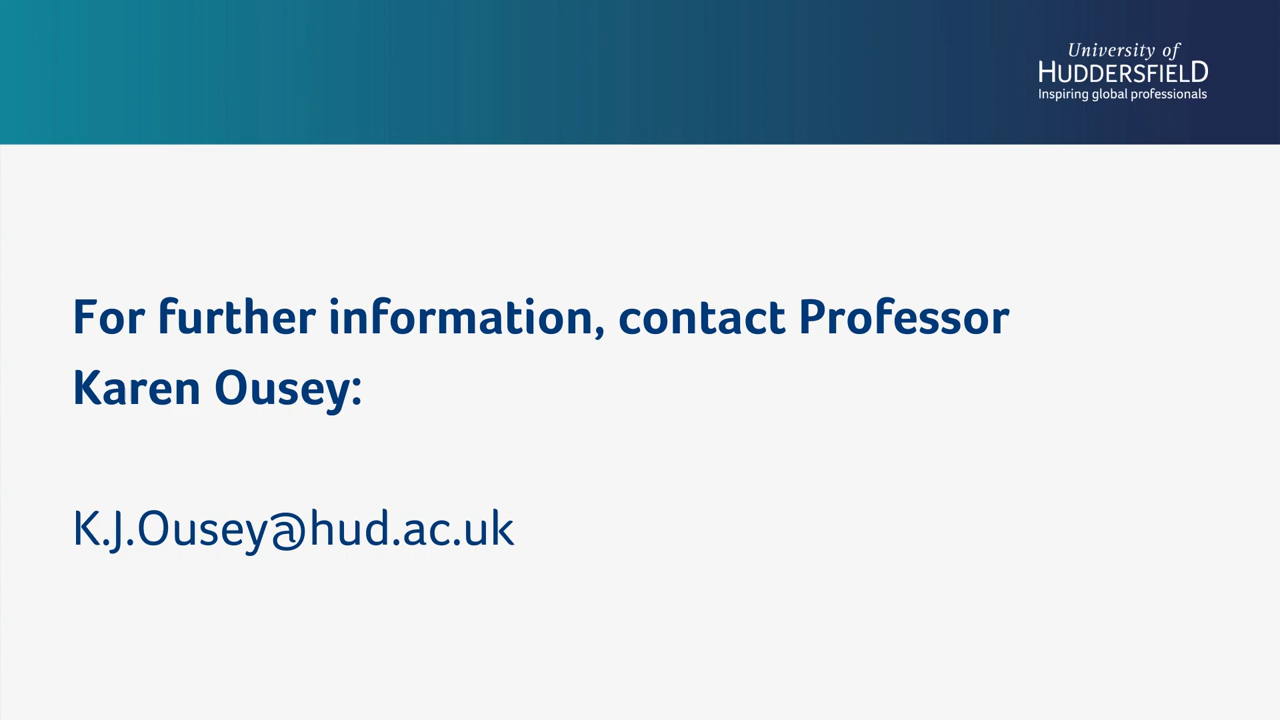 University of
HUDDERSFIELD
Inspiring global professionals
For further information, contact Professor
Karen Ousey:
K.J.Ousey@hud.ac.uk